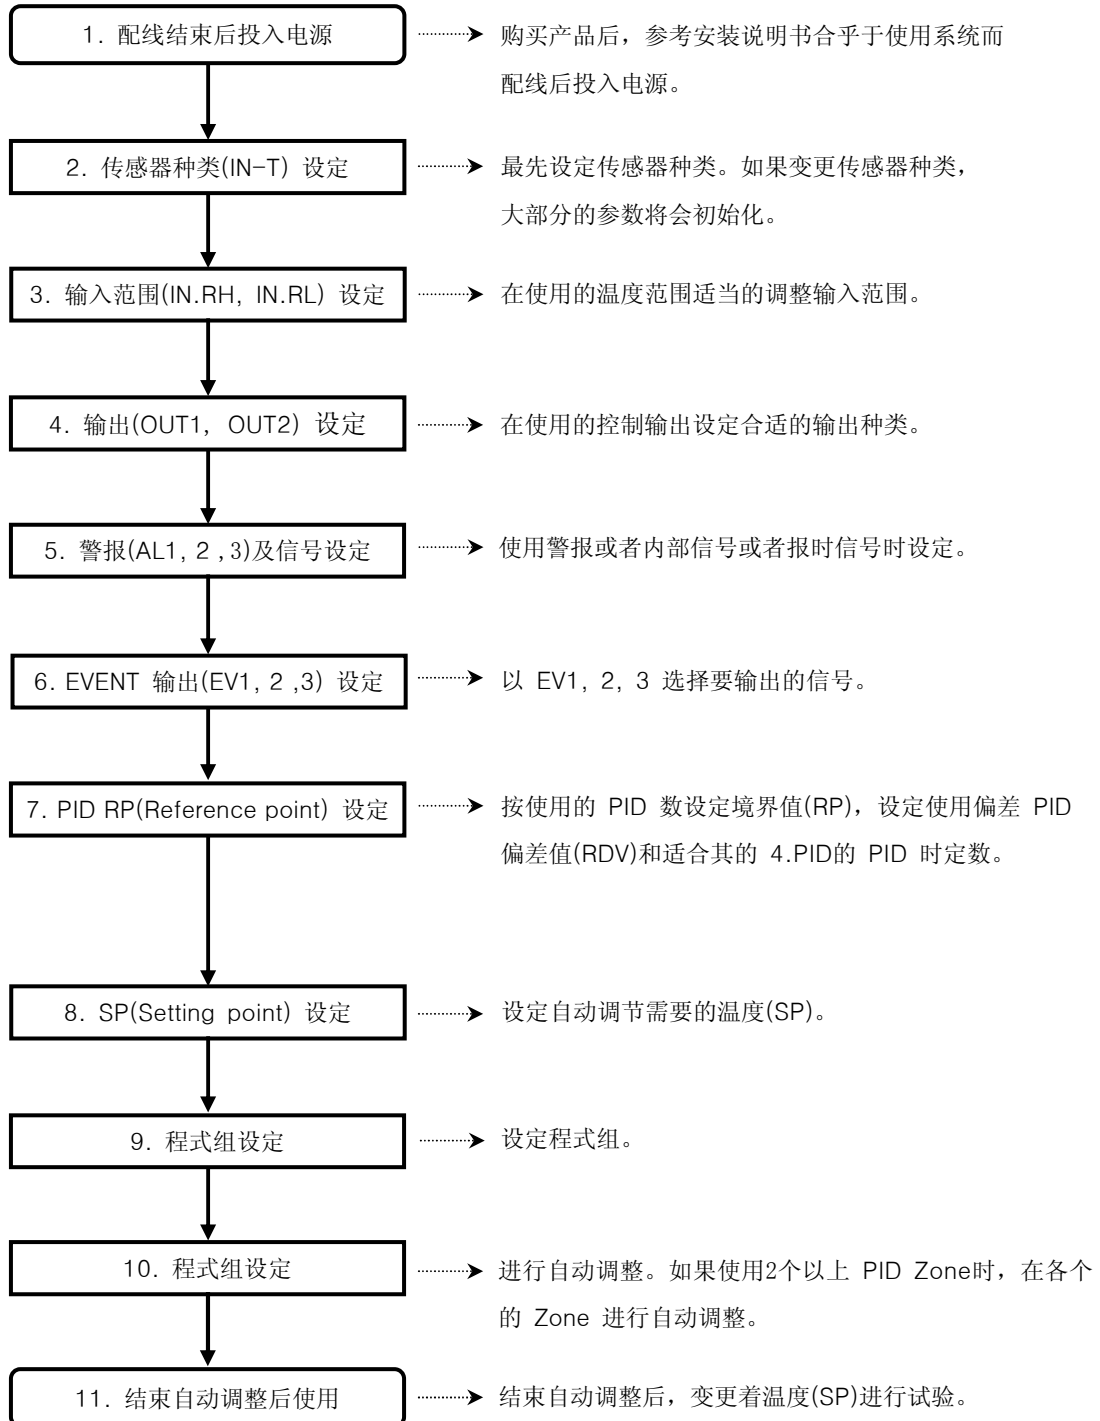 1. 配线结束后投入电源
购买产品后，参考安装说明书合乎于使用系统而
配线后投入电源。
2. 传感器种类(IN-T) 设定
最先设定传感器种类。如果变更传感器种类，
大部分的参数将会初始化。
3. 输入范围(IN.RH, IN.RL) 设定
在使用的温度范围适当的调整输入范围。
4. 输出(OUT1, OUT2) 设定
在使用的控制输出设定合适的输出种类。
5. 警报(AL1, 2 ,3)及信号设定
使用警报或者内部信号或者报时信号时设定。
6. EVENT 输出(EV1, 2 ,3) 设定
以 EV1, 2, 3 选择要输出的信号。
7. PID RP(Reference point) 设定
按使用的 PID 数设定境界值(RP)，设定使用偏差 PID
偏差值(RDV)和适合其的 4.PID的 PID 时定数。
8. SP(Setting point) 设定
设定自动调节需要的温度(SP)。
9. 程式组设定
设定程式组。
10. 程式组设定
进行自动调整。如果使用2个以上 PID Zone时，在各个
的 Zone 进行自动调整。
11. 结束自动调整后使用
结束自动调整后，变更着温度(SP)进行试验。